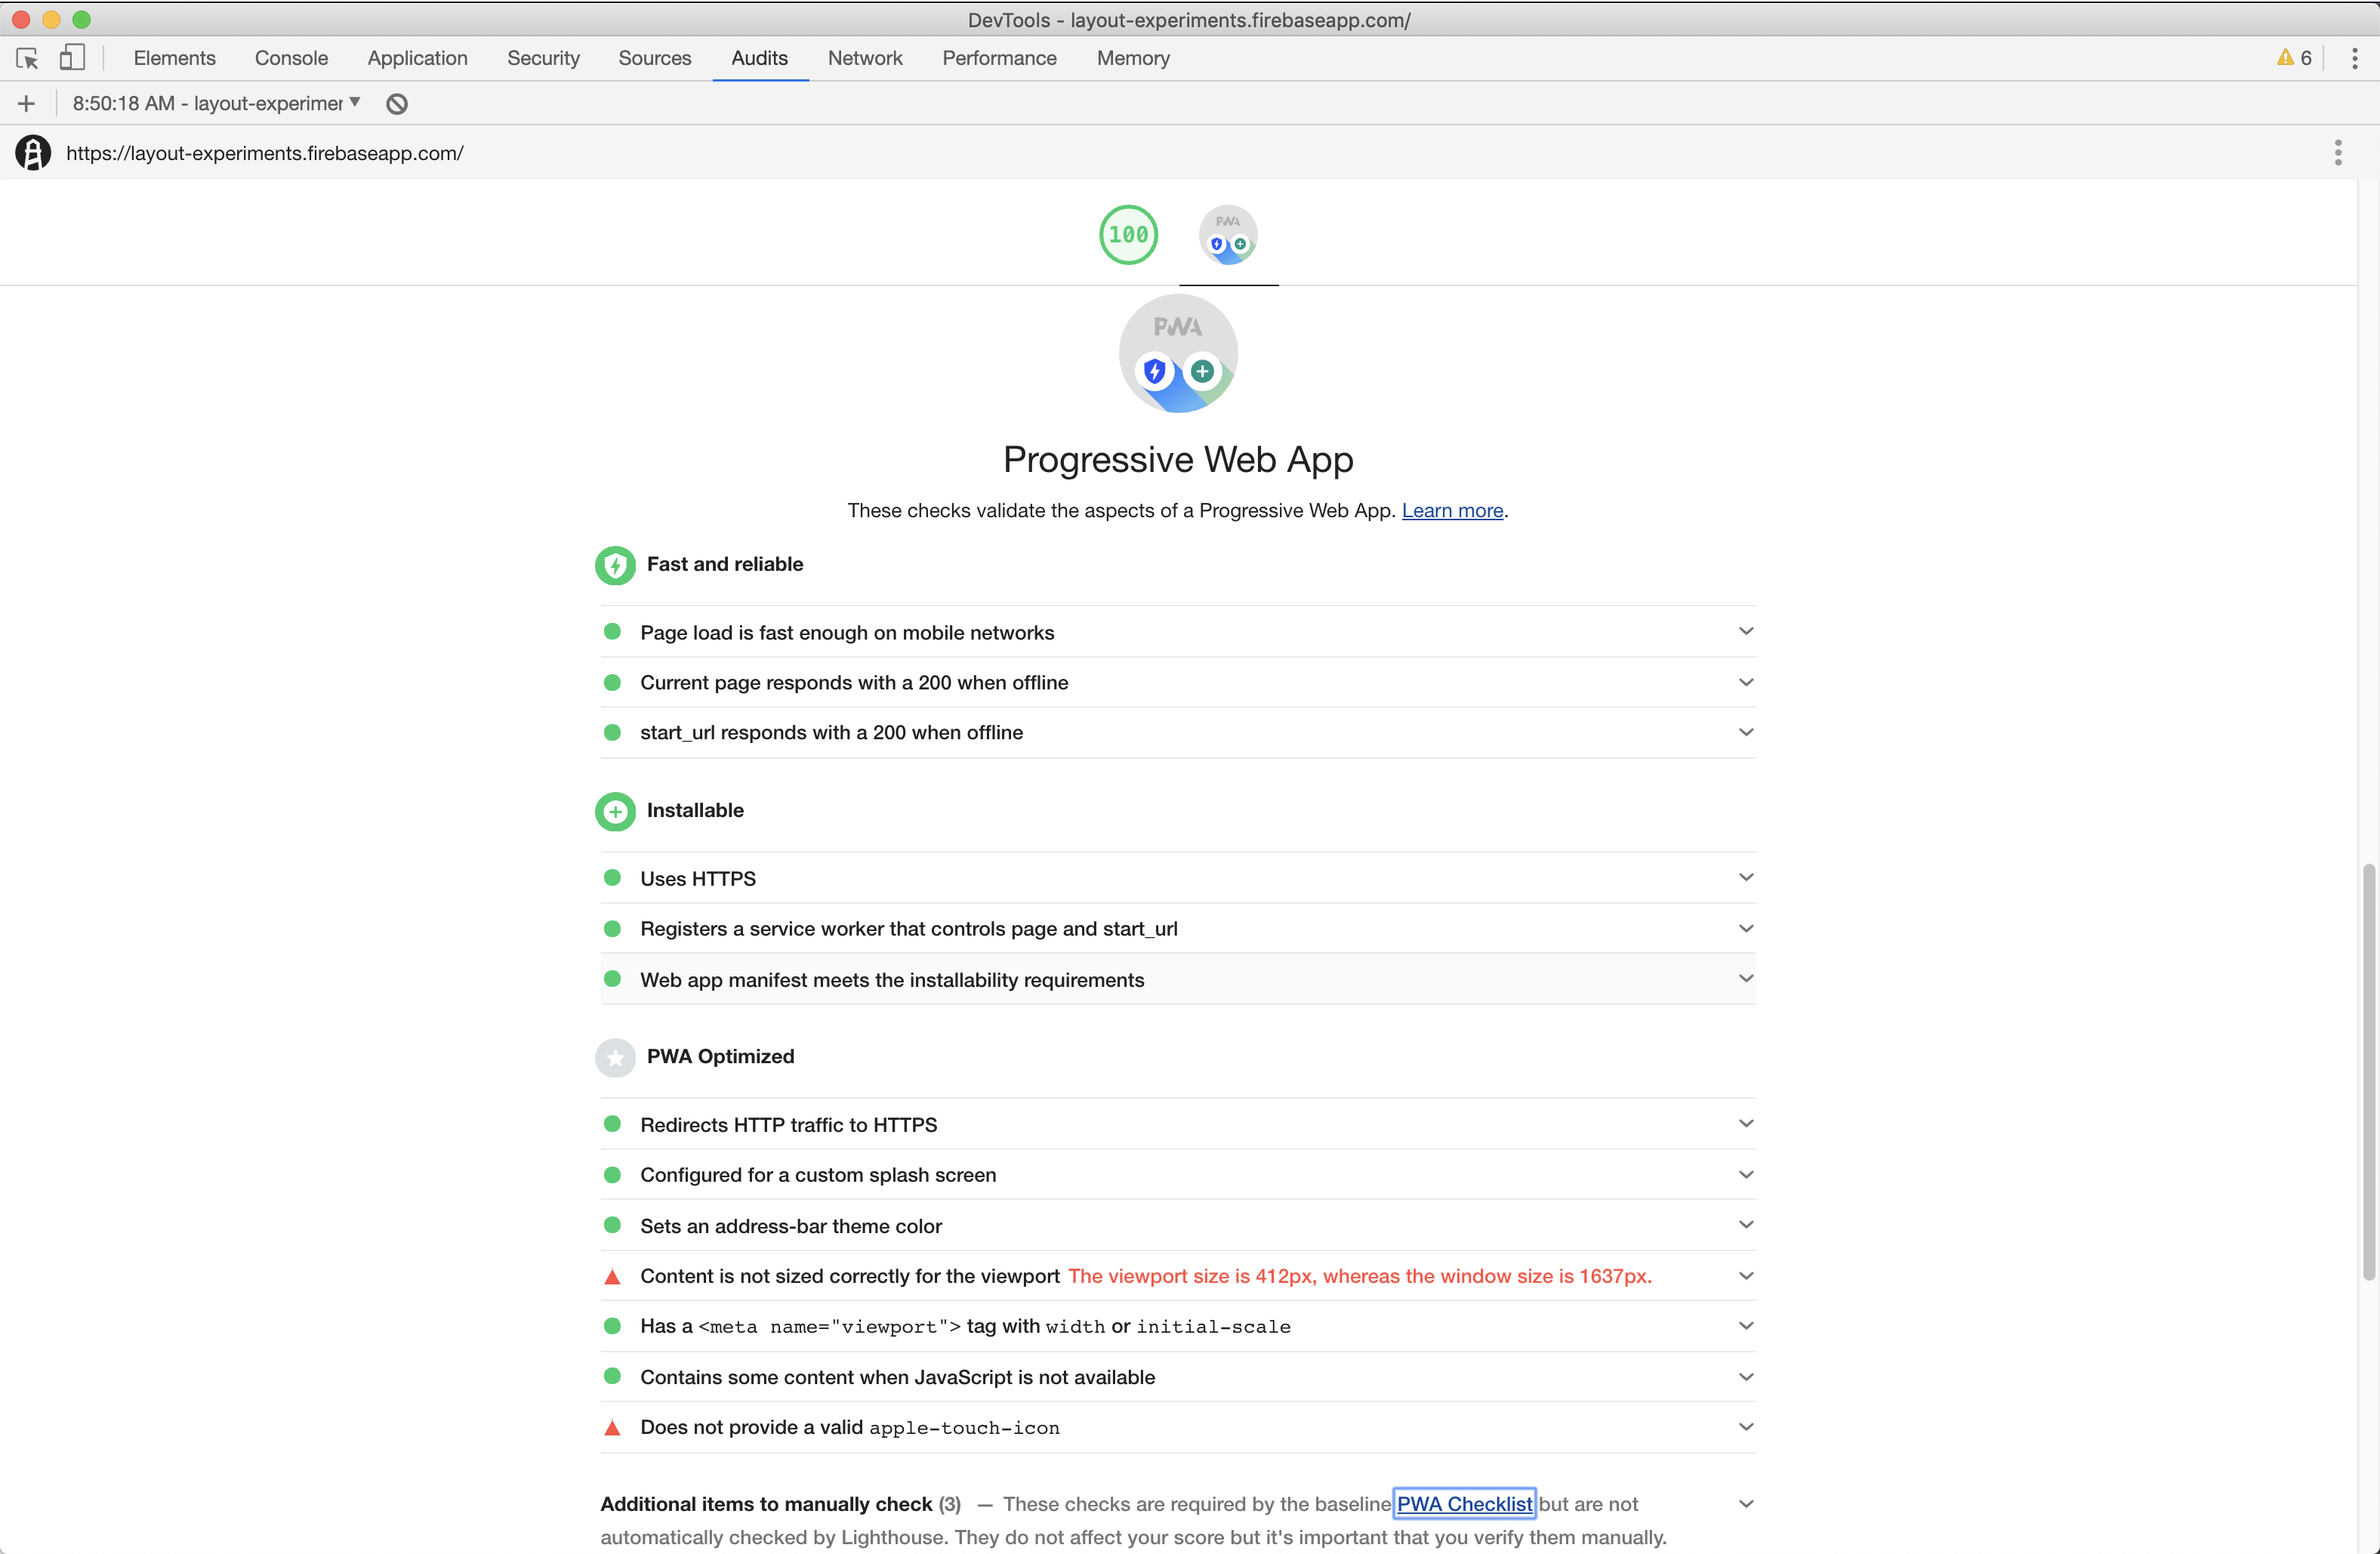 DevTools - layout-experiments.firebaseapp.com/
Elements Console Application Security Sources Audits Network Performance Memory 6
8:50:18 AM - layout-experimer
https://layout-experiments.firebaseapp.com/
100 PWA
PWA
Progressive Web App
These checks validate the aspects of a Progressive Web App. Learn more.
Fast and reliable
Page load is fast enough on mobile networks
Current page responds with a 200 when offline
start_url responds with a 200 when offline
Installable
Uses HTTPS
Registers a service worker that controls page and start_url
Web app manifest meets the installability requirements
PWA Optimized
Redirects HTTP traffic to HTTPS
Configured for a custom splash screen
Sets an address-bar theme color
Content is not sized correctly for the viewport The viewport size is 412px, whereas the window size is 1637px.
Has a <meta name="viewport"> tag with width or initial-scale
Contains some content when JavaScript is not available
Does not provide a valid apple-touch-icon
Additional items to manually check (3) — These checks are required by the baseline PWA Checklist but are not
automatically checked by Lighthouse. They do not affect your score but it's important that you verify them manually.